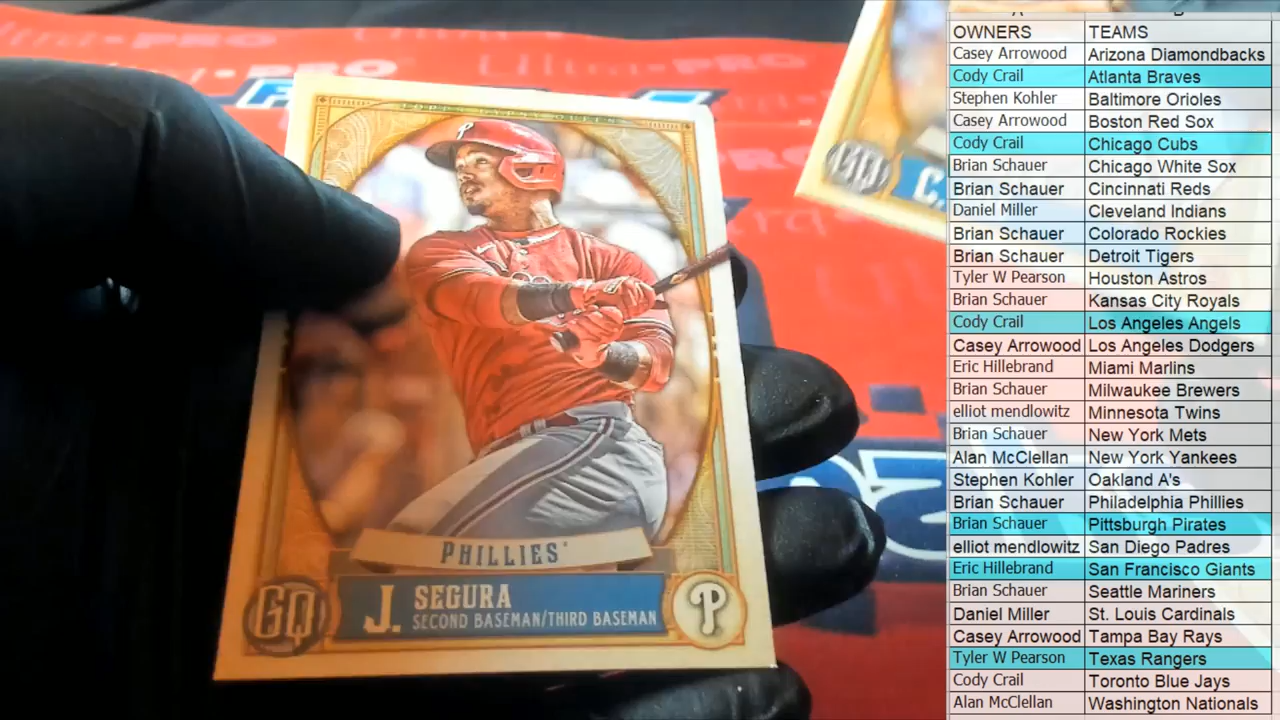 TOPPS GYPSY QUEEN
P
PHILLIES
GQ
J. SEGURA
SECOND BASEMAN/THIRD BASEMAN
P
GQ
C.
Ultra-PRO
OWNERS TEAMS
Casey Arrowood Arizona Diamondbacks
Cody Crail Atlanta Braves
Stephen Kohler Baltimore Orioles
Casey Arrowood Boston Red Sox
Cody Crail Chicago Cubs
Brian Schauer Chicago White Sox
Brian Schauer Cincinnati Reds
Daniel Miller Cleveland Indians
Brian Schauer Colorado Rockies
Brian Schauer Detroit Tigers
Tyler W Pearson Houston Astros
Brian Schauer Kansas City Royals
Cody Crail Los Angeles Angels
Casey Arrowood Los Angeles Dodgers
Eric Hillebrand Miami Marlins
Brian Schauer Milwaukee Brewers
elliot mendlowitz Minnesota Twins
Brian Schauer New York Mets
Alan McClellan New York Yankees
Stephen Kohler Oakland A's
Brian Schauer Philadelphia Phillies
Brian Schauer Pittsburgh Pirates
elliot mendlowitz San Diego Padres
Eric Hillebrand San Francisco Giants
Brian Schauer Seattle Mariners
Daniel Miller St. Louis Cardinals
Casey Arrowood Tampa Bay Rays
Tyler W Pearson Texas Rangers
Cody Crail Toronto Blue Jays
Alan McClellan Washington Nationals